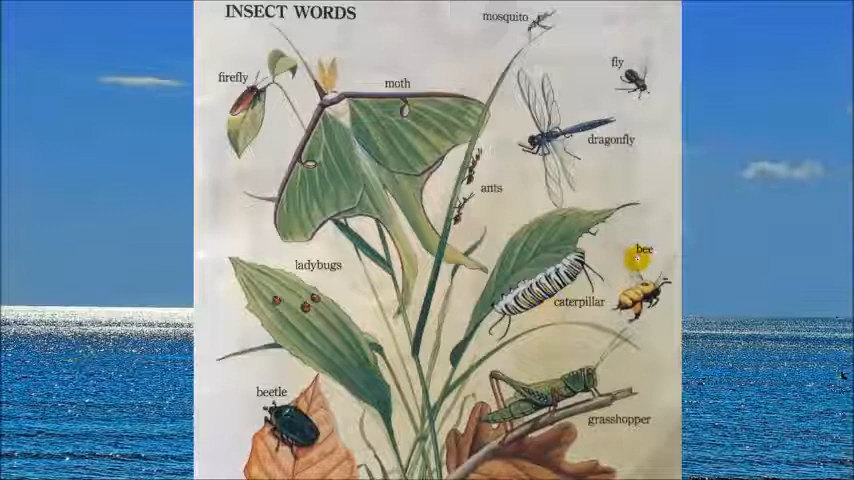 INSECT WORDS
mosquito
fly
firefly
moth
dragonfly
ants
bee
ladybugs
caterpillar
beetle
grasshopper